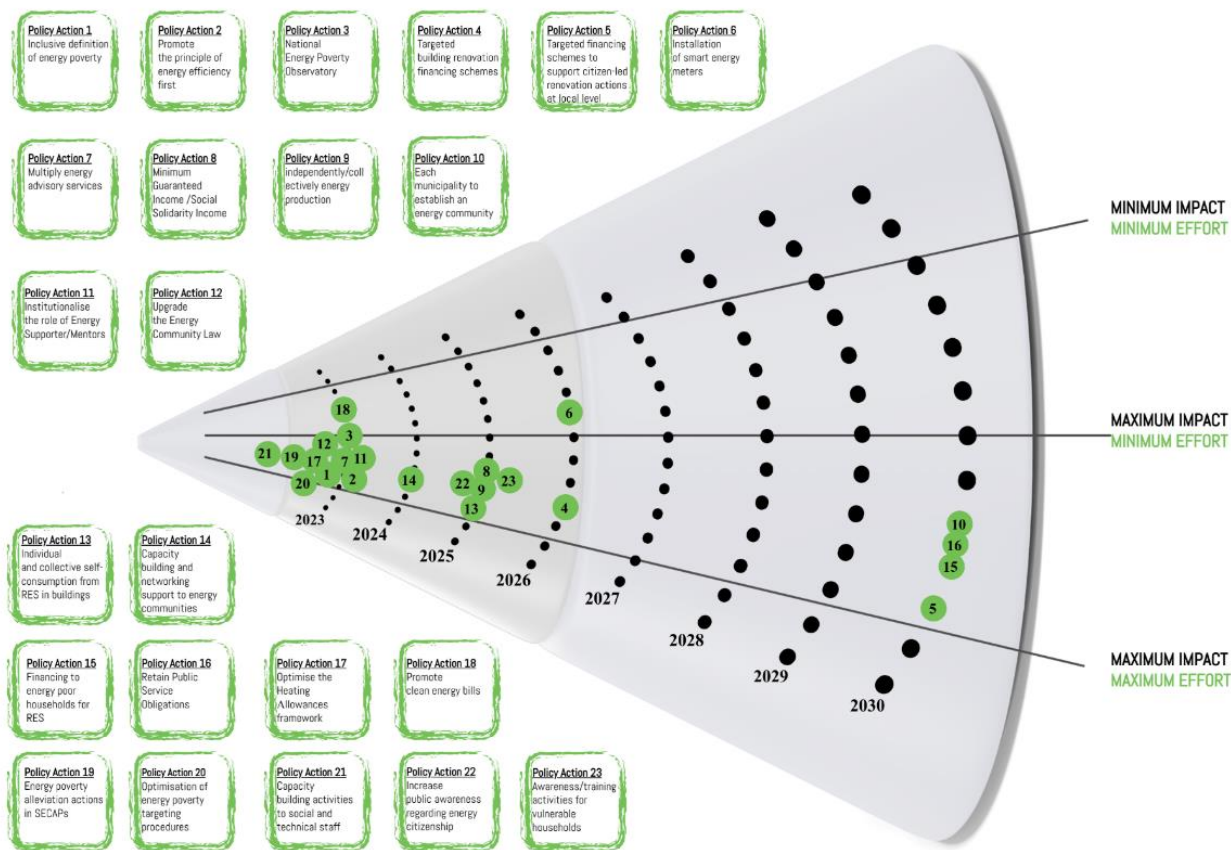 Policy Action 1
Inclusive definition
of energy poverty
Policy Action 2
Promote
the principle of
energy efficiency
first
Policy Action 3
National
Energy Poverty
Observatory
Policy Action 4
Targeted
building renovation
financing schemes
Policy Action 5
Targeted financing
schemes to
support citizen-led
renovation actions
at local level
Policy Action 6
Installation
of smart energy
meters
Policy Action 7
Multiply energy
advisory services
Policy Action 8
Minimum
Guaranteed
Income /Social
Solidarity Income
Policy Action 9
independently/coll
ectively energy
production
Policy Action 10
Each
municipality to
establish an
energy community
Policy Action 11
Institutionalise
the role of Energy
Supporter/Mentors
Policy Action 12
Upgrade
the Energy
Community Law
MINIMUM IMPACT
MINIMUM EFFORT
MAXIMUM IMPACT
MINIMUM EFFORT
MAXIMUM IMPACT
MAXIMUM EFFORT
18
3
12
21
19
17
7
11
1
20
2
14
8
22
9
23
13
6
4
10
16
15
5
2023
2024
2025
2026
2027
2028
2029
2030
Policy Action 13
Individual
and collective self-
consumption from
RES in buildings
Policy Action 14
Capacity
building and
networking
support to energy
communities
Policy Action 15
Financing to
energy poor
households for
RES
Policy Action 16
Retain Public
Service
Obligations
Policy Action 17
Optimise the
Heating
Allowances
framework
Policy Action 18
Promote
clean energy bills
Policy Action 19
Energy poverty
alleviation actions
in SECAPs
Policy Action 20
Optimisation of
energy poverty
targeting
procedures
Policy Action 21
Capacity
building activities
to social and
technical staff
Policy Action 22
Increase
public awareness
regarding energy
citizenship
Policy Action 23
Awareness/training
activities for
vulnerable
households